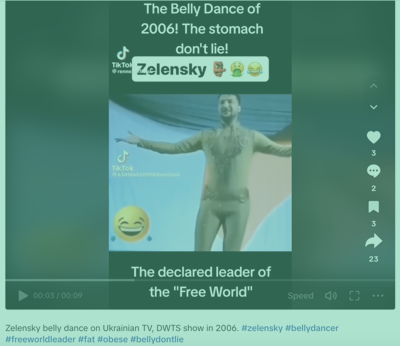 The Belly Dance of
2006! The stomach
don't lie!
TikTok
Zelensky
TikTok
3
2
3
23
The declared leader of
the "Free World"
00:03 / 00:09
Speed
Zelensky belly dance on Ukrainian TV, DWTS show in 2006. #zelensky #bellydancer
#freeworldleader #fat #obese #bellydontlie